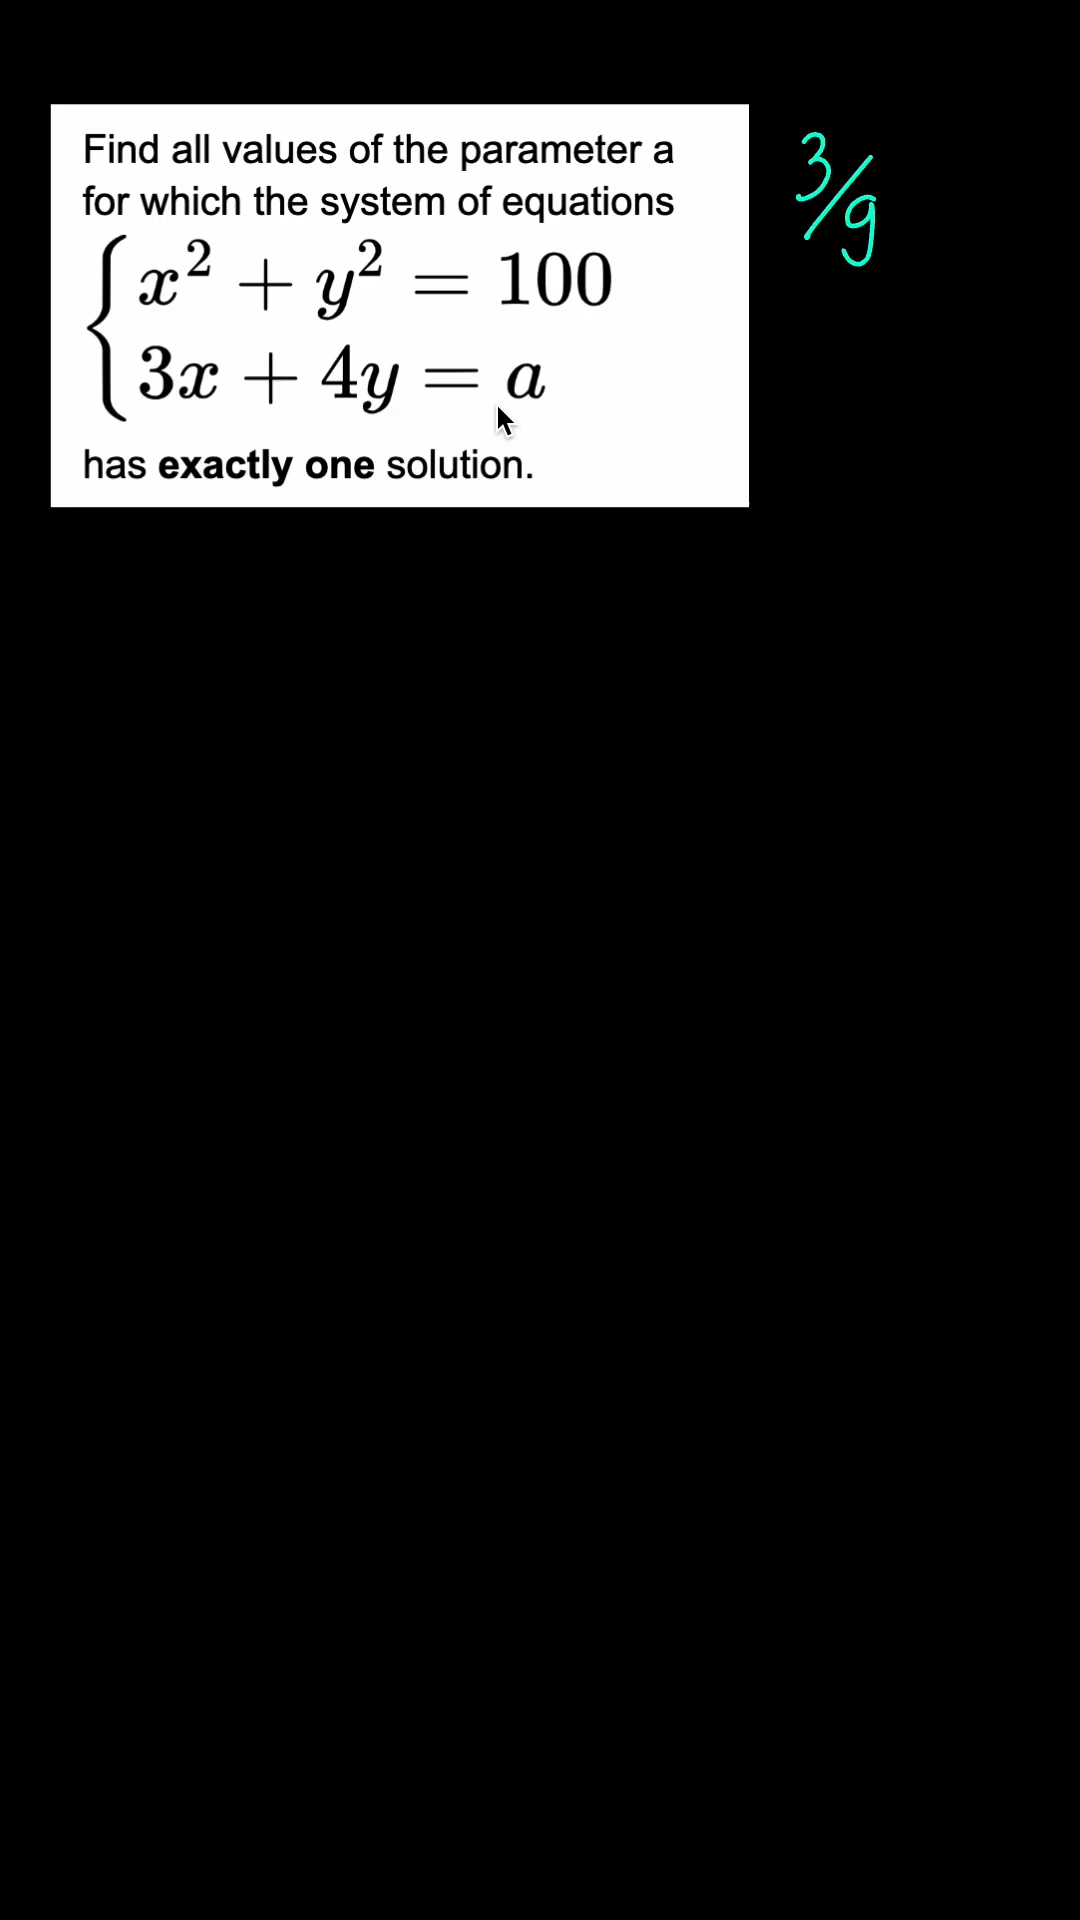 Find all values of the parameter a
for which the system of equations
x² + y² = 100
3x + 4y = a
has exactly one solution.
3/9